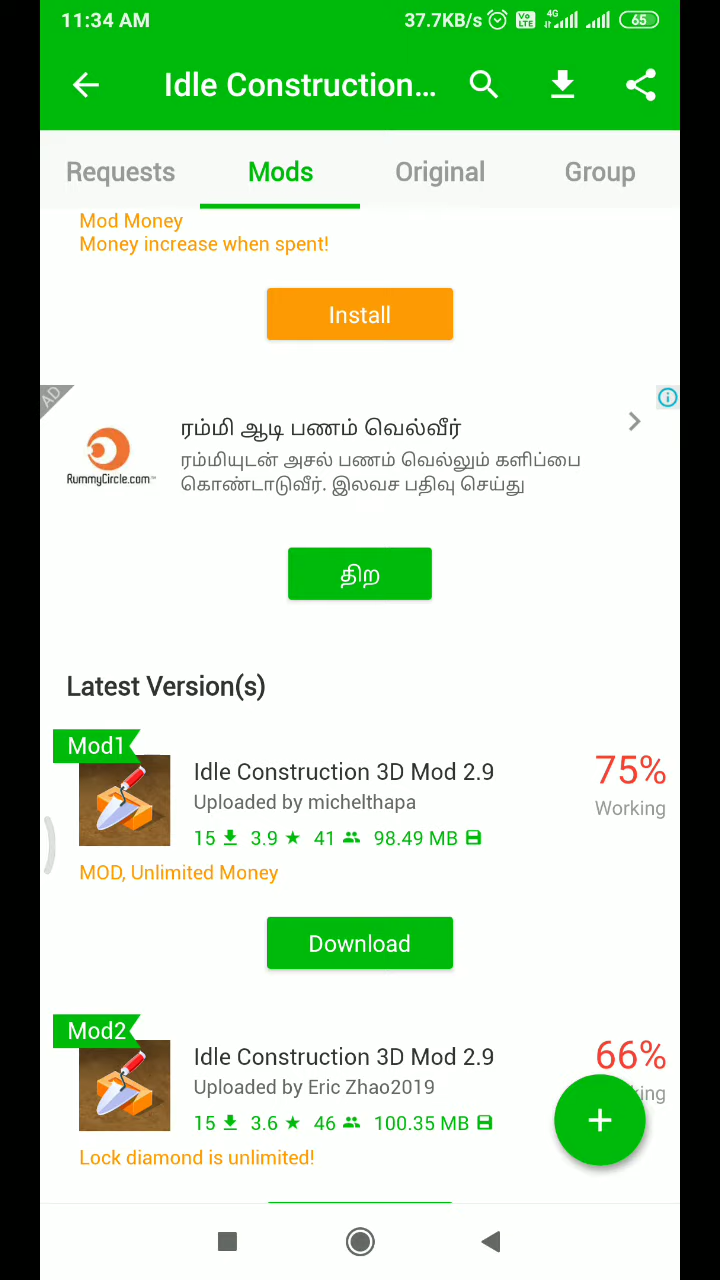 11:34 AM 37.7KB/s Vo LTE 4G 65
Idle Construction...
Requests Mods Original Group
Mod Money
Money increase when spent!
Install
AD
ரம்மி ஆடி பணம் வெல்வீர்
ரம்மியுடன் அசல் பணம் வெல்லும் களிப்பை
கொண்டாடுவீர். இலவச பதிவு செய்து
RummyCircle.com
திற
Latest Version(s)
Mod1
Idle Construction 3D Mod 2.9
75%
Uploaded by michelthapa
Working
15 3.9 ★ 41 98.49 MB
MOD, Unlimited Money
Download
Mod2
Idle Construction 3D Mod 2.9
66%
Uploaded by Eric Zhao2019
king
15 3.6 ★ 46 100.35 MB
Lock diamond is unlimited!
+